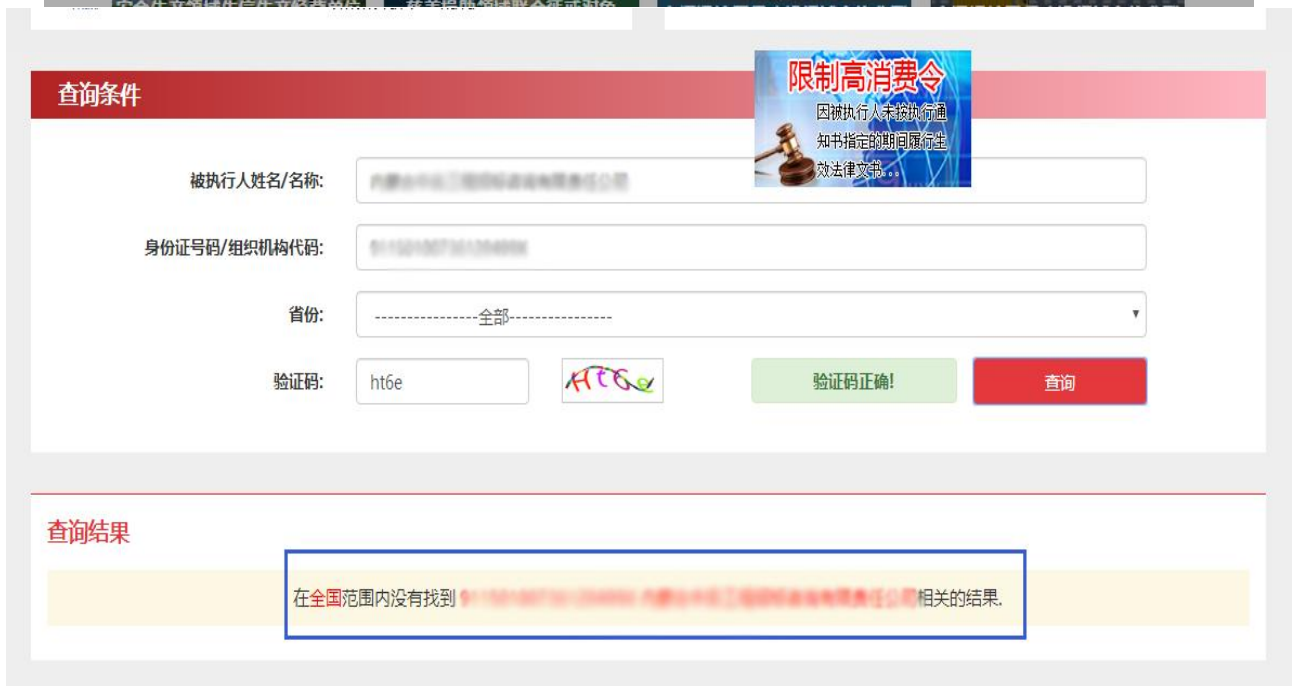 查询条件
限制高消费令
因被执行人未按执行通
知书指定的期间履行生
效法律文书...
被执行人姓名/名称:
身份证号码/组织机构代码:
省份:
----------------全部----------------
验证码:
ht6e
Ht6e
验证码正确!
查询
查询结果
在全国范围内没有找到 相关的结果.